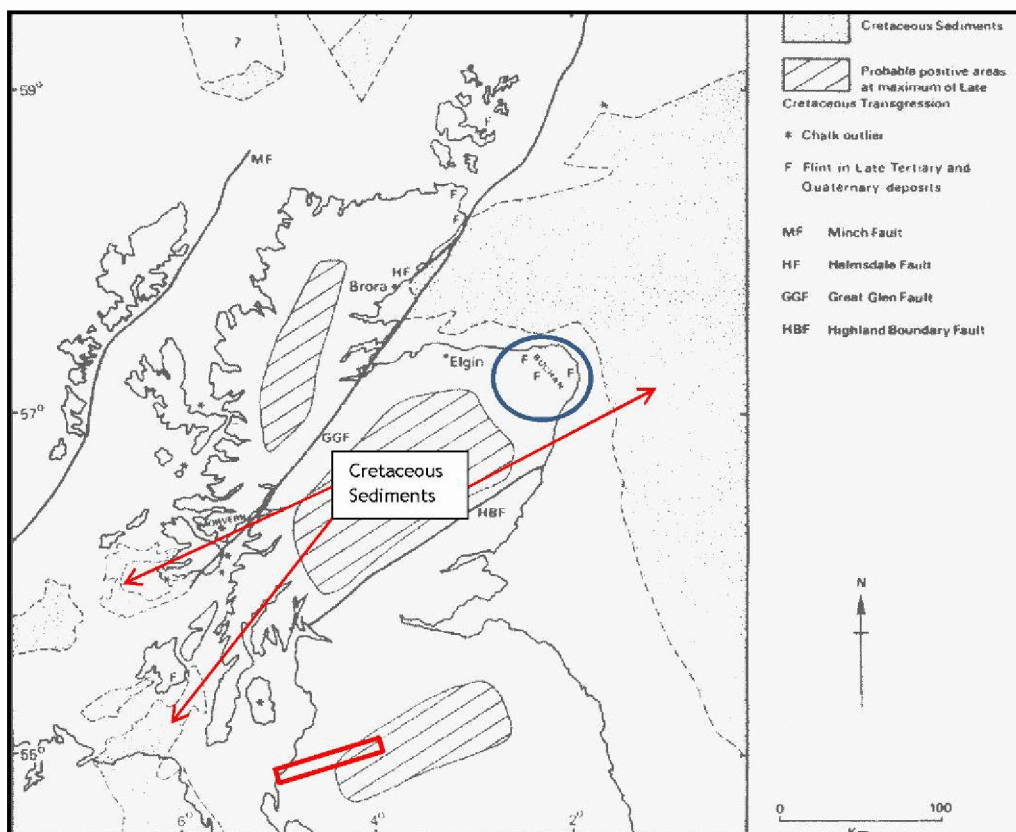 ?
59°
MF
F
F
HF
Brora
*Elgin
F
BUCHAN
F
F
57°
GGF
Cretaceous
Sediments
HBF
MORVERN
F
55°
6°
4°
2°
Cretaceous Sediments
Probable positive areas
at maximum of Late
Cretaceous Transgression
* Chalk outlier
F Flint in Late Tertiary and
Quaternary deposits
MF Minch Fault
HF Helmsdale Fault
GGF Great Glen Fault
HBF Highland Boundary Fault
N
0 100